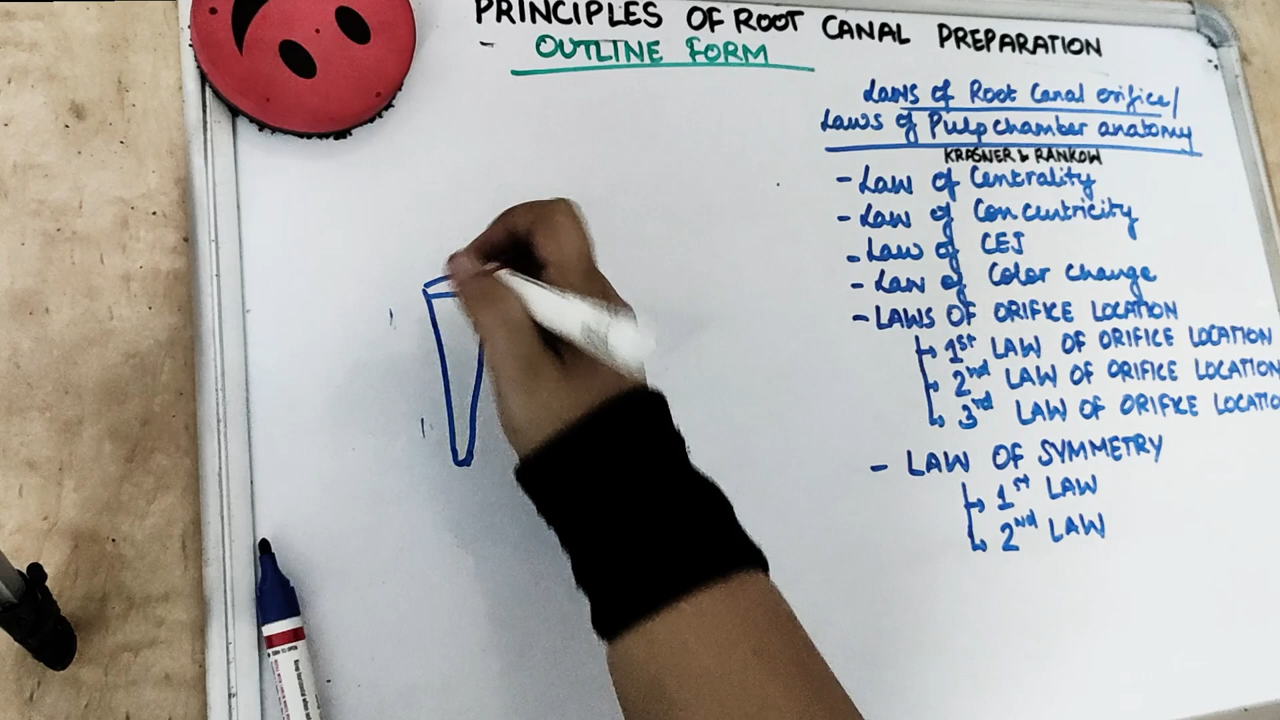 PRINCIPLES OF ROOT CANAL PREPARATION
- OUTLINE FORM
Laws of Root Canal orifice/
Laws of Pulp chamber anatomy
KRASNER & RANKOW
- Law of Centrality
- Law of Concentricity
- Law of CEJ
- Law of Color Change
- LAWS OF ORIFICE LOCATION
1ST LAW OF ORIFICE LOCATION
2nd LAW OF ORIFICE LOCATION
3rd LAW OF ORIFICE LOCATIO
- LAW OF SYMMETRY
1ST LAW
2ND LAW